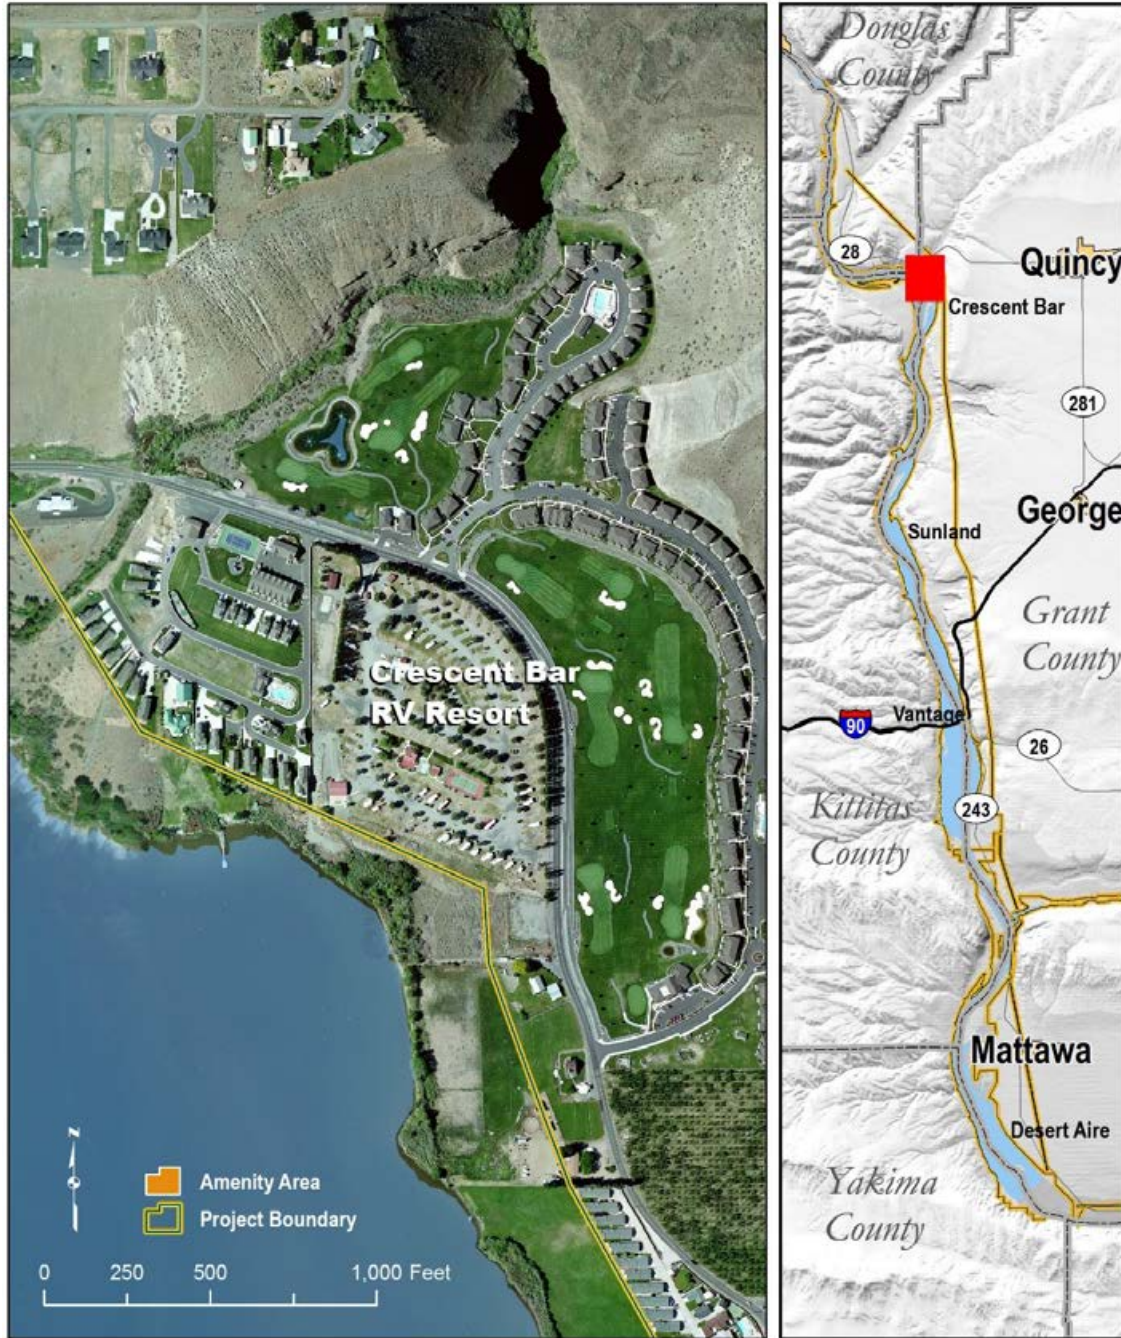 Crescent Bar
RV Resort
N
Amenity Area
Project Boundary
0 250 500 1,000 Feet
Douglas
County
28
Quincy
Crescent Bar
281
George
Sunland
Grant
County
Vantage
90
26
243
Kittitas
County
Mattawa
Desert Aire
Yakima
County